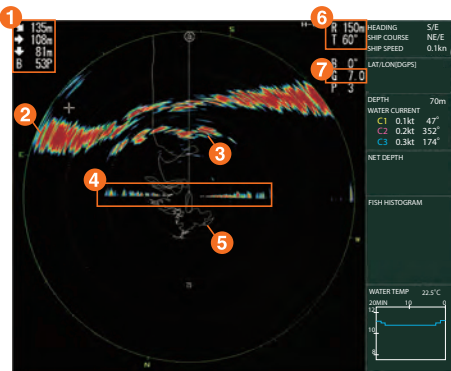 1
135m
108m
81m
B 53P
S
6
R 150m
T 60°
B 0°
7
G 7.0
P 3
2
3
E
4
W
5
N
HEADING S/E
SHIP COURSE NE/E
SHIP SPEED 0.1kn
LAT/LON[DGPS]
DEPTH 70m
WATER CURRENT
C1 0.1kt 47°
C2 0.2kt 352°
C3 0.3kt 174°
NET DEPTH
FISH HISTOGRAM
WATER TEMP 22.5°C
20MIN 10 0
12
10
8